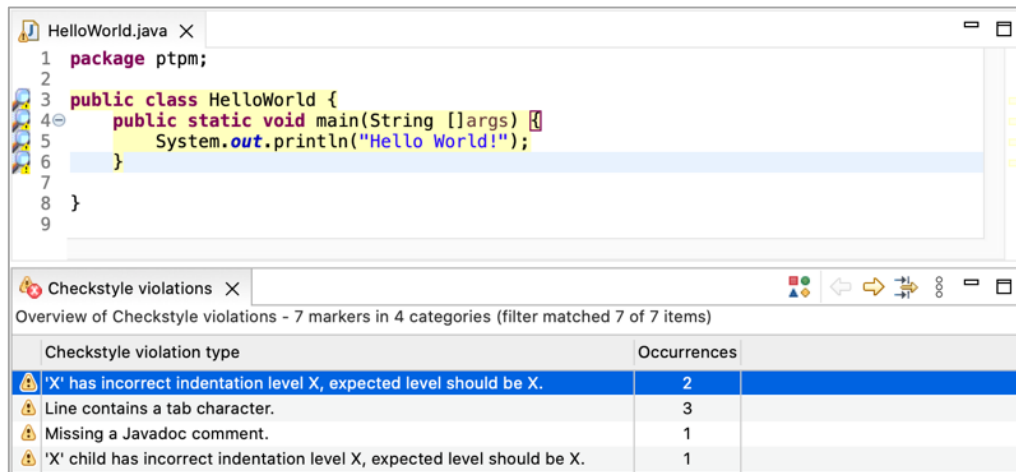 HelloWorld.java
1 package ptpm;
2
3 public class HelloWorld {
4 public static void main(String []args) {
5 System.out.println("Hello World!");
6 }
7
8 }
9
Checkstyle violations
Overview of Checkstyle violations - 7 markers in 4 categories (filter matched 7 of 7 items)
Checkstyle violation type Occurrences
'X' has incorrect indentation level X, expected level should be X. 2
Line contains a tab character. 3
Missing a Javadoc comment. 1
'X' child has incorrect indentation level X, expected level should be X. 1